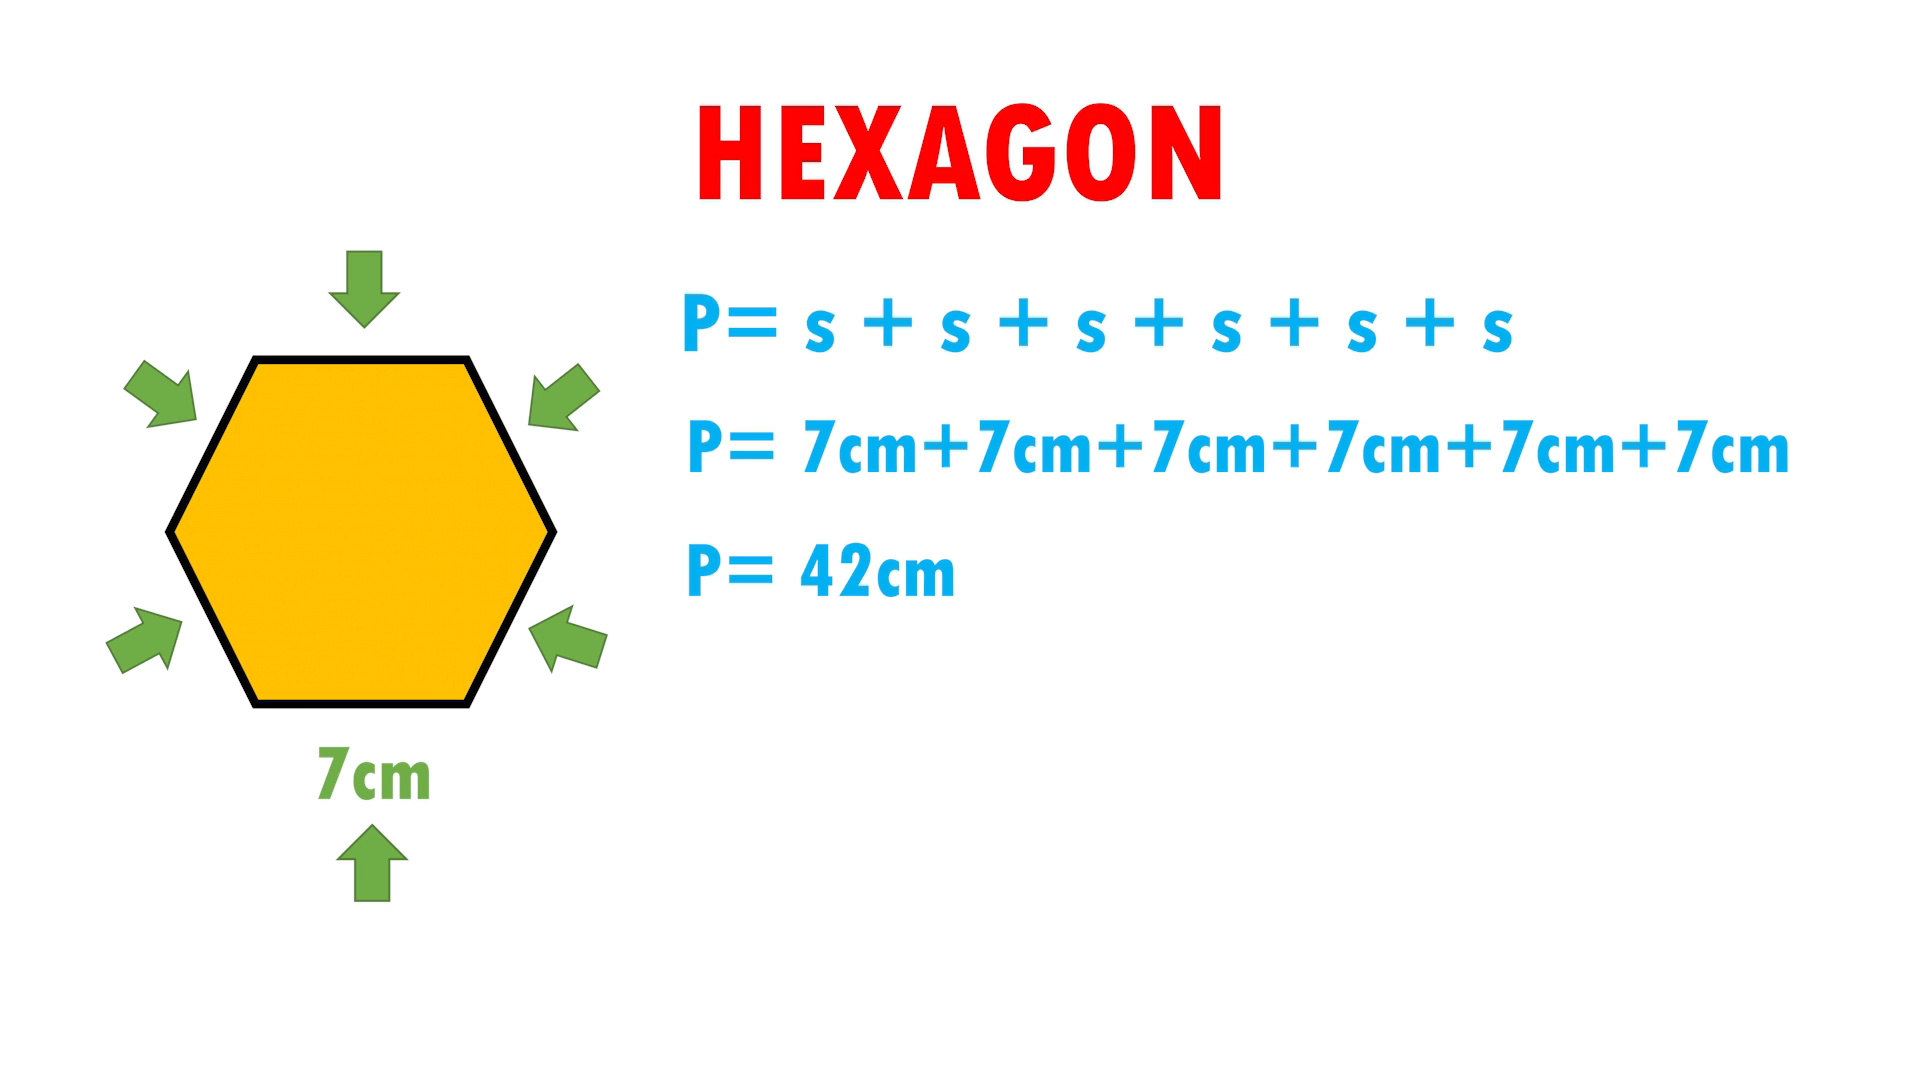 HEXAGON
P= s + s + s + s + s + s
P= 7cm+7cm+7cm+7cm+7cm+7cm
P= 42cm
7cm